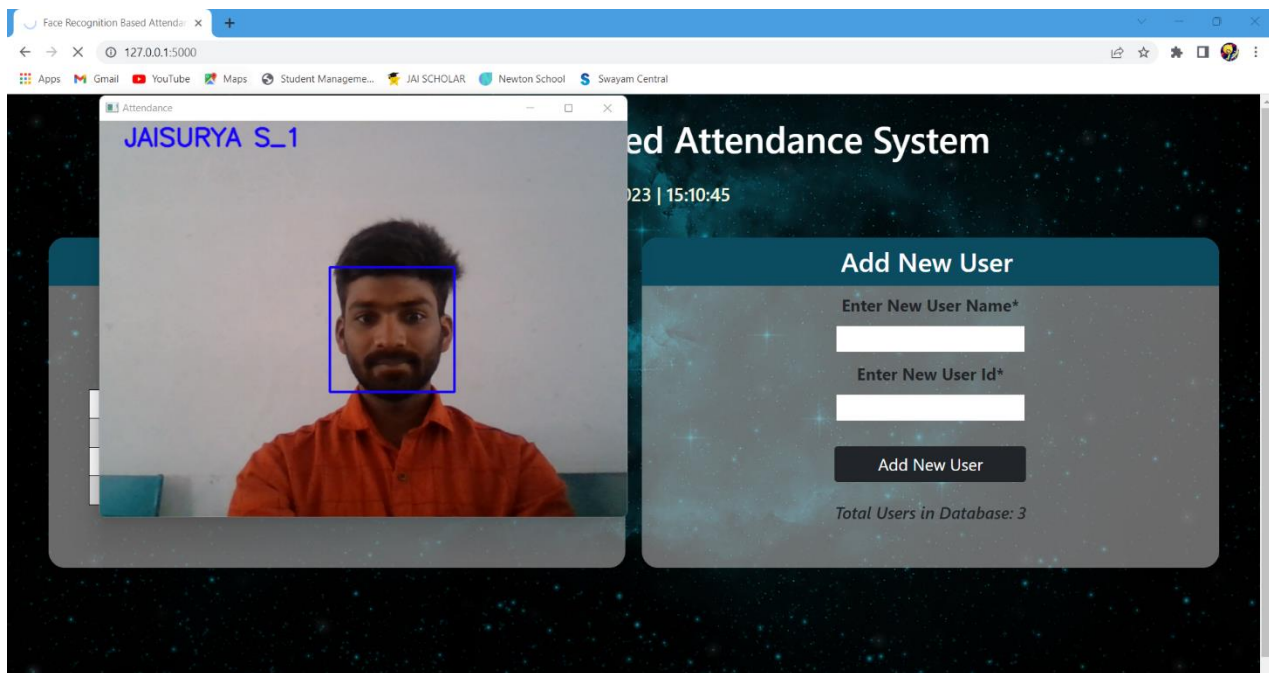 Face Recognition Based Attendan
127.0.0.1:5000
Apps Gmail YouTube Maps Student Manageme... JAI SCHOLAR Newton School Swayam Central
Attendance
JAISURYA S_1
ed Attendance System
023 | 15:10:45
Add New User
Enter New User Name*
Enter New User Id*
Add New User
Total Users in Database: 3